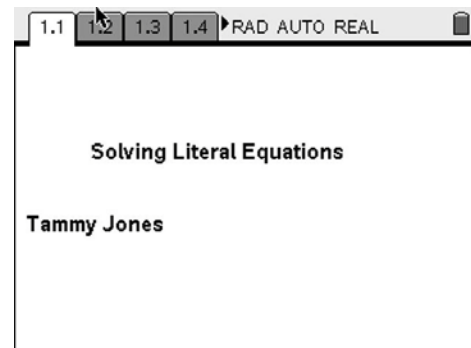 1.1 1.2 1.3 1.4 RAD AUTO REAL
Solving Literal Equations
Tammy Jones